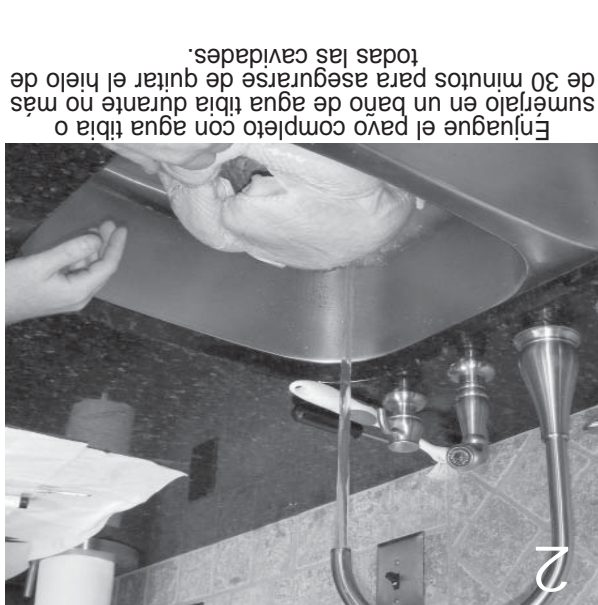 2
Enjuague el pavo completo con agua tibia o
sumérjalo en un baño de agua tibia durante no más
de 30 minutos para asegurarse de quitar el hielo de
todas las cavidades.